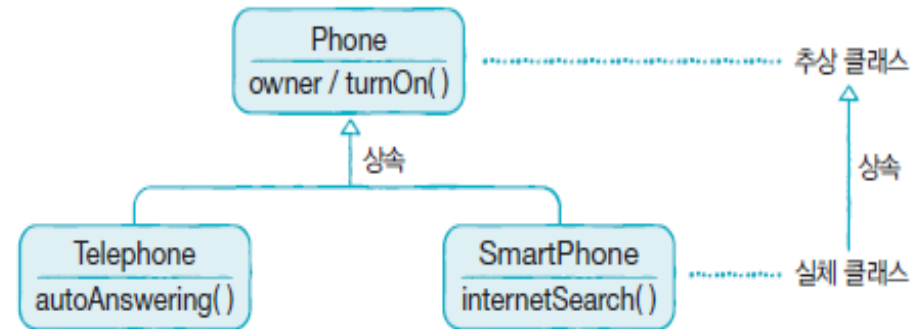 Phone
owner / turnOn( )
추상 클래스
상속
상속
Telephone
autoAnswering( )
SmartPhone
internetSearch( )
실체 클래스